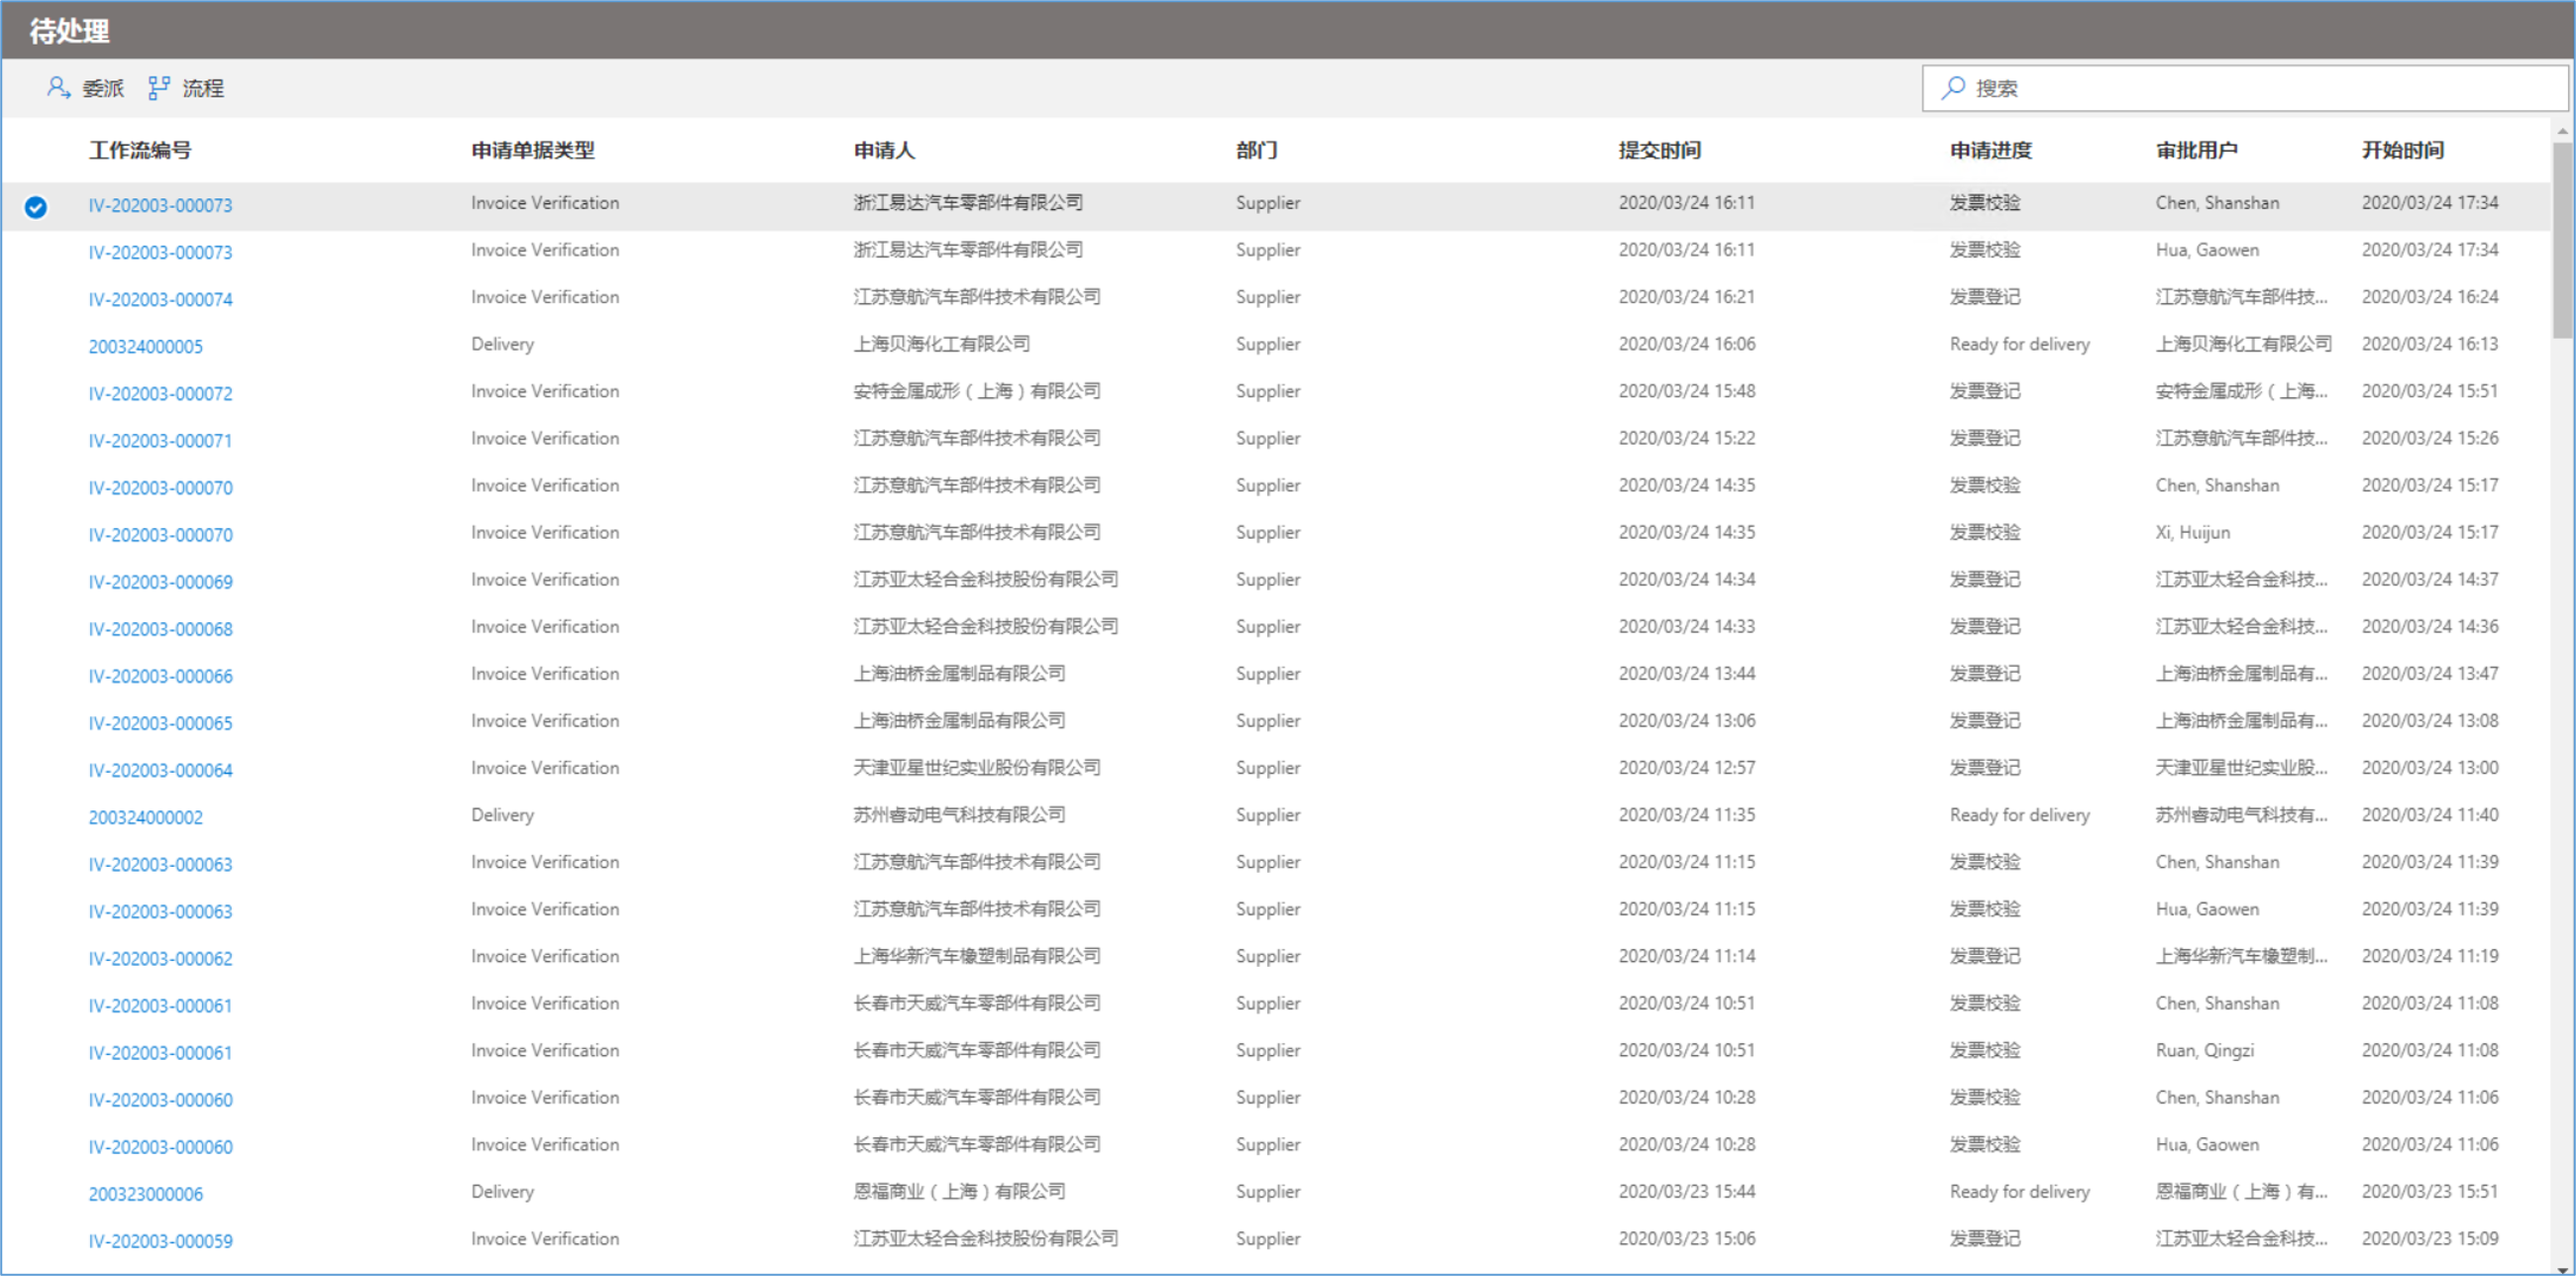 待处理
委派 流程 搜索
工作流编号 申请单据类型 申请人 部门 提交时间 申请进度 审批用户 开始时间
IV-202003-000073 Invoice Verification 浙江易达汽车零部件有限公司 Supplier 2020/03/24 16:11 发票校验 Chen, Shanshan 2020/03/24 17:34
IV-202003-000073 Invoice Verification 浙江易达汽车零部件有限公司 Supplier 2020/03/24 16:11 发票校验 Hua, Gaowen 2020/03/24 17:34
IV-202003-000074 Invoice Verification 江苏意航汽车部件技术有限公司 Supplier 2020/03/24 16:21 发票登记 江苏意航汽车部件技... 2020/03/24 16:24
200324000005 Delivery 上海贝海化工有限公司 Supplier 2020/03/24 16:06 Ready for delivery 上海贝海化工有限公司 2020/03/24 16:13
IV-202003-000072 Invoice Verification 安特金属成形（上海）有限公司 Supplier 2020/03/24 15:48 发票登记 安特金属成形（上海... 2020/03/24 15:51
IV-202003-000071 Invoice Verification 江苏意航汽车部件技术有限公司 Supplier 2020/03/24 15:22 发票登记 江苏意航汽车部件技... 2020/03/24 15:26
IV-202003-000070 Invoice Verification 江苏意航汽车部件技术有限公司 Supplier 2020/03/24 14:35 发票校验 Chen, Shanshan 2020/03/24 15:17
IV-202003-000070 Invoice Verification 江苏意航汽车部件技术有限公司 Supplier 2020/03/24 14:35 发票校验 Xi, Huijun 2020/03/24 15:17
IV-202003-000069 Invoice Verification 江苏亚太轻合金科技股份有限公司 Supplier 2020/03/24 14:34 发票登记 江苏亚太轻合金科技... 2020/03/24 14:37
IV-202003-000068 Invoice Verification 江苏亚太轻合金科技股份有限公司 Supplier 2020/03/24 14:33 发票登记 江苏亚太轻合金科技... 2020/03/24 14:36
IV-202003-000066 Invoice Verification 上海油桥金属制品有限公司 Supplier 2020/03/24 13:44 发票登记 上海油桥金属制品有... 2020/03/24 13:47
IV-202003-000065 Invoice Verification 上海油桥金属制品有限公司 Supplier 2020/03/24 13:06 发票登记 上海油桥金属制品有... 2020/03/24 13:08
IV-202003-000064 Invoice Verification 天津亚星世纪实业股份有限公司 Supplier 2020/03/24 12:57 发票登记 天津亚星世纪实业股... 2020/03/24 13:00
200324000002 Delivery 苏州睿动电气科技有限公司 Supplier 2020/03/24 11:35 Ready for delivery 苏州睿动电气科技有... 2020/03/24 11:40
IV-202003-000063 Invoice Verification 江苏意航汽车部件技术有限公司 Supplier 2020/03/24 11:15 发票校验 Chen, Shanshan 2020/03/24 11:39
IV-202003-000063 Invoice Verification 江苏意航汽车部件技术有限公司 Supplier 2020/03/24 11:15 发票校验 Hua, Gaowen 2020/03/24 11:39
IV-202003-000062 Invoice Verification 上海华新汽车橡塑制品有限公司 Supplier 2020/03/24 11:14 发票登记 上海华新汽车橡塑制... 2020/03/24 11:19
IV-202003-000061 Invoice Verification 长春市天威汽车零部件有限公司 Supplier 2020/03/24 10:51 发票校验 Chen, Shanshan 2020/03/24 11:08
IV-202003-000061 Invoice Verification 长春市天威汽车零部件有限公司 Supplier 2020/03/24 10:51 发票校验 Ruan, Qingzi 2020/03/24 11:08
IV-202003-000060 Invoice Verification 长春市天威汽车零部件有限公司 Supplier 2020/03/24 10:28 发票校验 Chen, Shanshan 2020/03/24 11:06
IV-202003-000060 Invoice Verification 长春市天威汽车零部件有限公司 Supplier 2020/03/24 10:28 发票校验 Hua, Gaowen 2020/03/24 11:06
200323000006 Delivery 恩福商业（上海）有限公司 Supplier 2020/03/23 15:44 Ready for delivery 恩福商业（上海）有... 2020/03/23 15:51
IV-202003-000059 Invoice Verification 江苏亚太轻合金科技股份有限公司 Supplier 2020/03/23 15:06 发票登记 江苏亚太轻合金科技... 2020/03/23 15:09